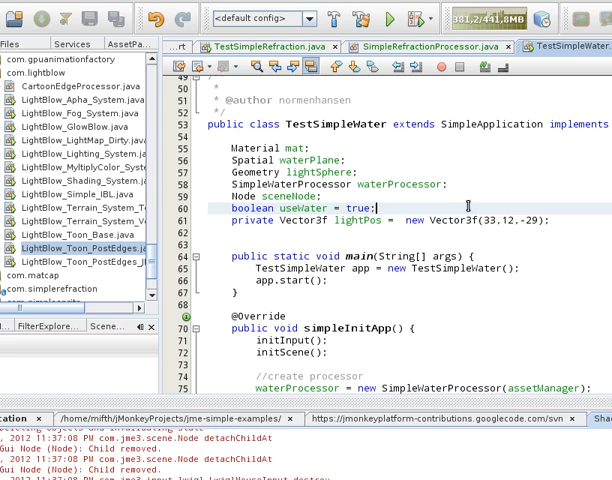 <default config>
381,2/441,8MB
Files Services AssetPa...
...rt TestSimpleRefraction.java SimpleRefractionProcessor.java TestSimpleWater.
com.gpuanimationfactory
com.lightblow
CartoonEdgeProcessor.java
LightBlow_Apha_System.java
LightBlow_Fog_System.java
LightBlow_GlowBlow.java
LightBlow_LightMap_Dirty.java
LightBlow_Lighting_System.java
LightBlow_MyltiplyColor_Syste
LightBlow_Shading_System.java
LightBlow_Simple_IBL.java
LightBlow_Terrain_System_T
LightBlow_Terrain_System_
LightBlow_Toon_Base.java
LightBlow_Toon_PostEdges.ja
LightBlow_Toon_PostEdges_
com.matcap
com.simplerefraction
FilterExplore... Scene...
49
50 *
51 * @author normenhansen
52 */
53 public class TestSimpleWater extends SimpleApplication implements
54
55 Material mat;
56 Spatial waterPlane;
57 Geometry lightSphere;
58 SimpleWaterProcessor waterProcessor;
59 Node sceneNode;
60 boolean useWater = true;
61 private Vector3f lightPos = new Vector3f(33,12,-29);
62
63
64 public static void main(String[] args) {
65 TestSimpleWater app = new TestSimpleWater();
66 app.start();
67 }
68
@Override
70 public void simpleInitApp() {
71 initInput();
72 initScene();
73
74 //create processor
75 waterProcessor = new SimpleWaterProcessor(assetManager);
cation /home/mifth/jMonkeyProjects/jme-simple-examples/ https://jmonkeyplatform-contributions.googlecode.com/svn Shad
, 2012 11:37:08 PM com.jme3.scene.Node detachChildAt
Gui Node (Node): Child removed.
, 2012 11:37:08 PM com.jme3.scene.Node detachChildAt
Gui Node (Node): Child removed.